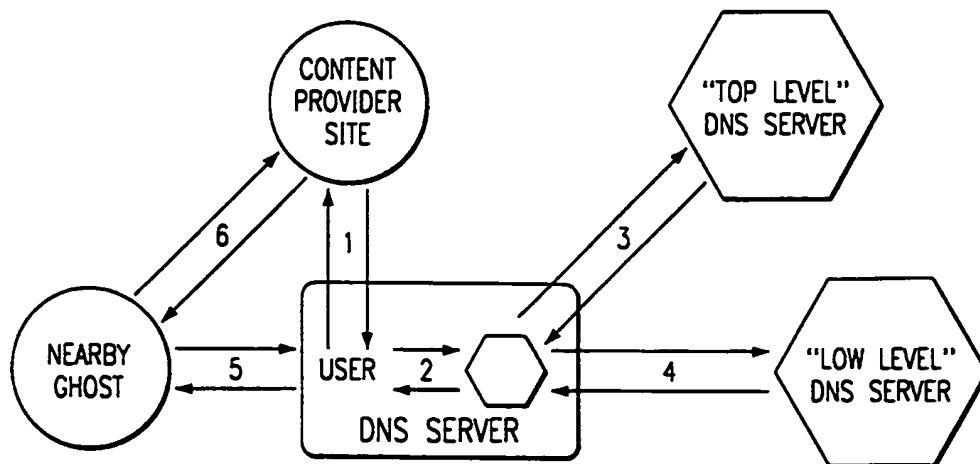 CONTENT
PROVIDER
SITE
"TOP LEVEL"
DNS SERVER
6
1
3
NEARBY
GHOST
5
USER
2
4
"LOW LEVEL"
DNS SERVER
DNS SERVER